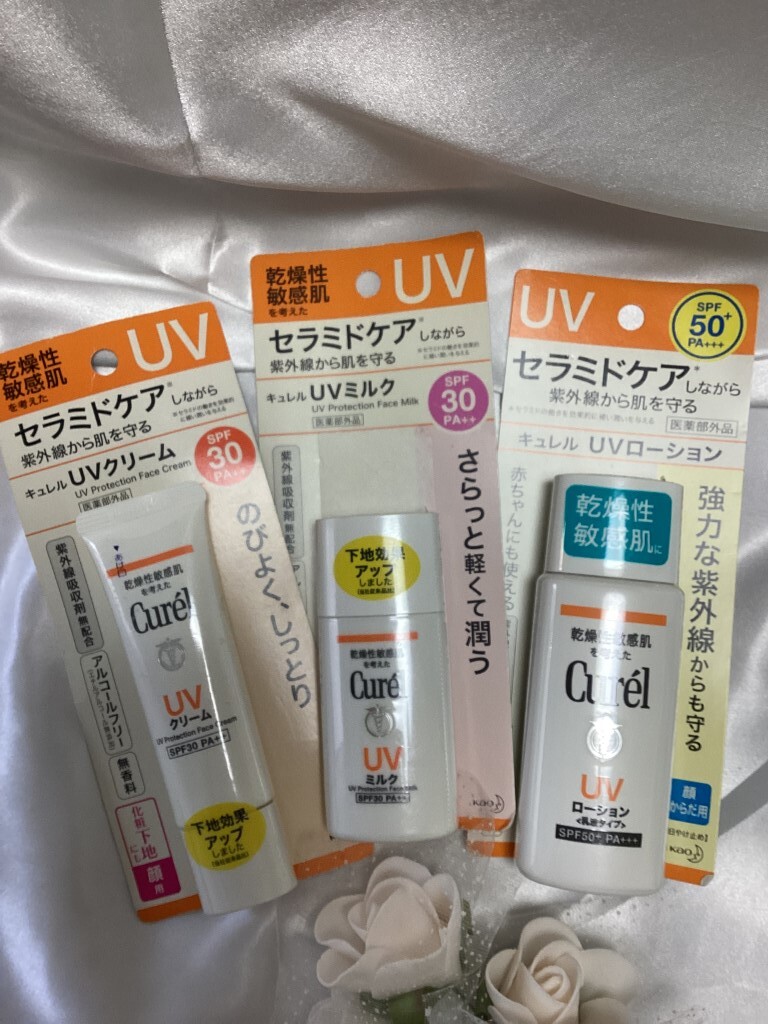 乾燥性
敏感肌
を考えた
UV
セラミドケア®しながら
紫外線から肌を守る
キュレル UVクリーム
UV Protection Face Cream
医薬部外品
SPF
30
PA++
のびよく、しっとり
紫外線吸収剤 無配合
アルコールフリー
無香料
化粧下地
にも
顔用
乾燥性敏感肌
を考えた
Curél
UV
クリーム
UV Protection Face Cream
SPF30 PA++
下地効果
アップ
しました
乾燥性
敏感肌
を考えた
UV
セラミドケア®しながら
紫外線から肌を守る
キュレル UVミルク
UV Protection Face Milk
医薬部外品
SPF
30
PA++
さらっと軽くて潤う
紫外線吸収剤 無配合
下地効果
アップ
しました
乾燥性敏感肌
を考えた
Curél
UV
ミルク
UV Protection Face Milk
SPF30 PA++
Kao
UV
SPF
50+
PA+++
セラミドケア®しながら
紫外線から肌を守る
医薬部外品
キュレル UVローション
赤ちゃんにも使える
強力な紫外線からも守る
乾燥性
敏感肌に
乾燥性敏感肌
を考えた
Curél
UV
ローション
<乳液タイプ>
SPF50+ PA+++
顔
からだ用
Kao